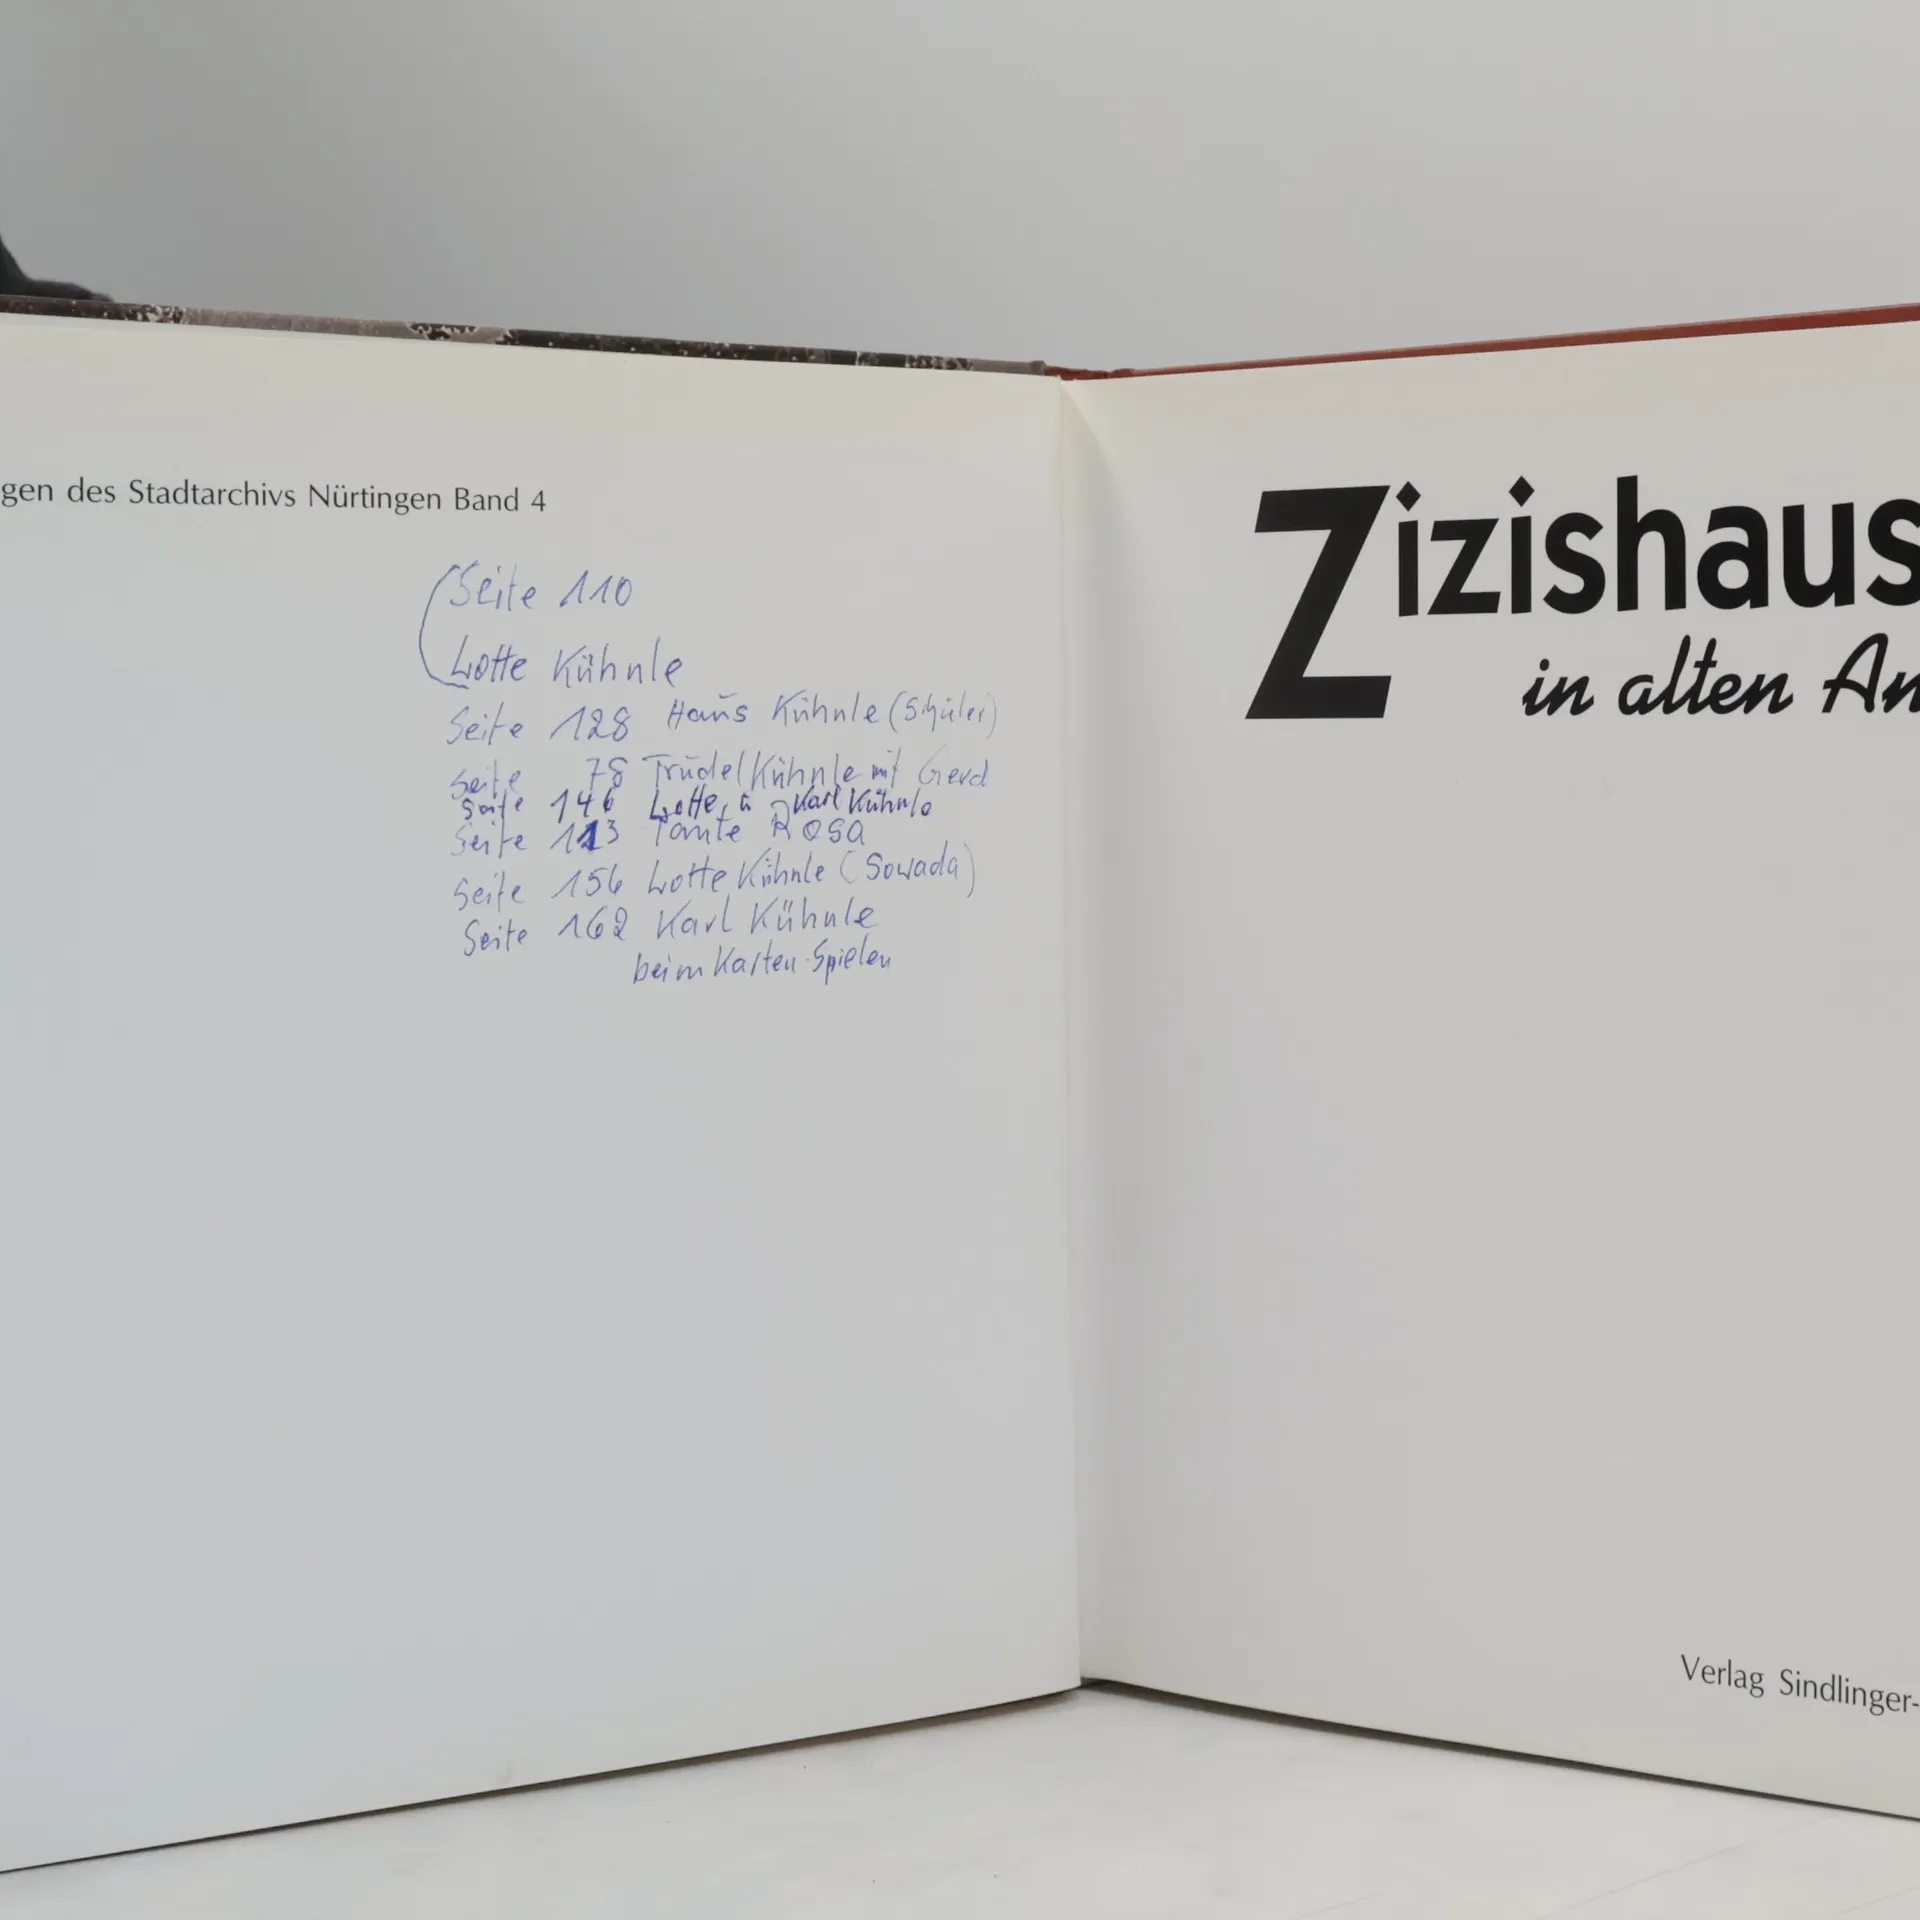 gen des Stadtarchivs Nürtingen Band 4
(Seite 110
Lotte Kühnle
Seite 128 Haus Kühnle (Schüler)
Seite 78 Trudel Kühnle mit Gerd
Seite 146 Lotte u Karl Kühnle
Seite 113 Tante Rosa
Seite 156 Lotte Kühnle (Sowada)
Seite 162 Karl Kühnle
beim Karten-Spielen
Zizishaus
in alten An
Verlag Sindlinger-